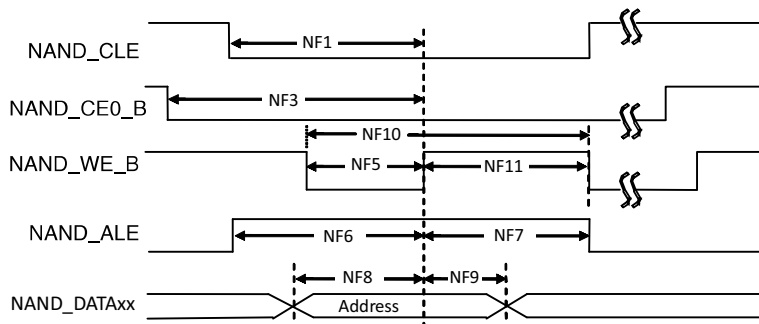 NF1
NAND_CLE
NF3
NAND_CE0_B
NF10
NAND_WE_B
NF5
NF11
NAND_ALE
NF6
NF7
NF8
NF9
NAND_DATAxx
Address